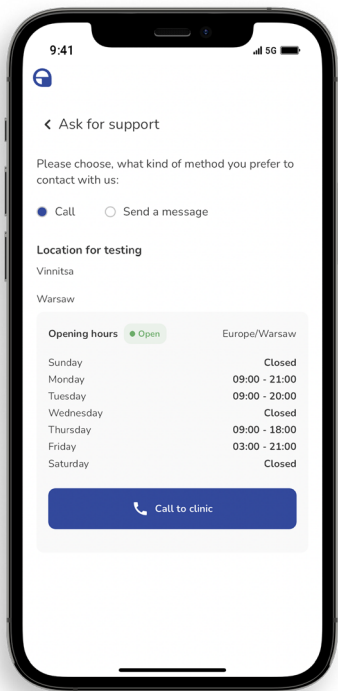 9:41
5G
Ask for support
Please choose, what kind of method you prefer to
contact with us:
Call Send a message
Location for testing
Vinnitsa
Warsaw
Opening hours Open Europe/Warsaw
Sunday Closed
Monday 09:00 - 21:00
Tuesday 09:00 - 20:00
Wednesday Closed
Thursday 09:00 - 18:00
Friday 03:00 - 21:00
Saturday Closed
Call to clinic